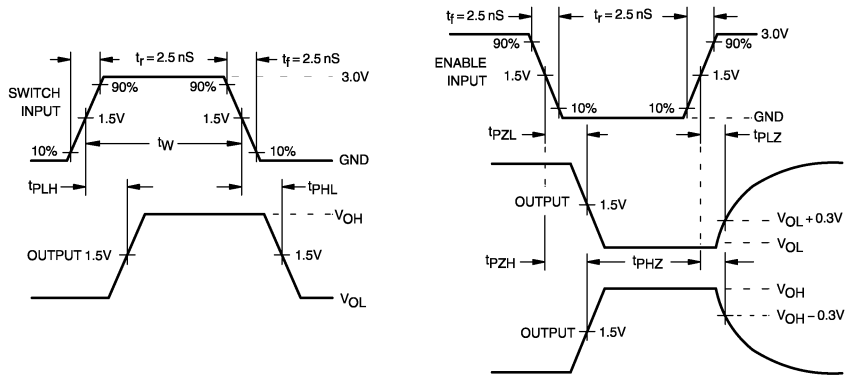 tr = 2.5 nS
tf = 2.5 nS
SWITCH
INPUT
90%
90%
3.0V
1.5V
1.5V
tW
10%
10%
GND
tPLH
tPHL
VOH
OUTPUT 1.5V
1.5V
VOL
tf = 2.5 nS
tr = 2.5 nS
3.0V
90%
90%
ENABLE
INPUT
1.5V
1.5V
10%
10%
GND
tPZL
tPLZ
OUTPUT
1.5V
VOL + 0.3V
VOL
tPZH
tPHZ
VOH
VOH – 0.3V
OUTPUT
1.5V